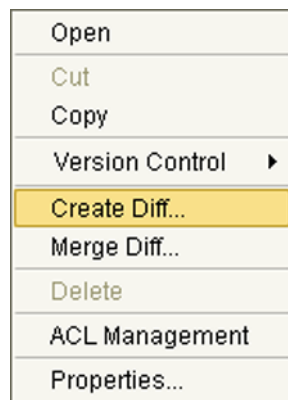 Open
Cut
Copy
Version Control
Create Diff...
Merge Diff...
Delete
ACL Management
Properties...